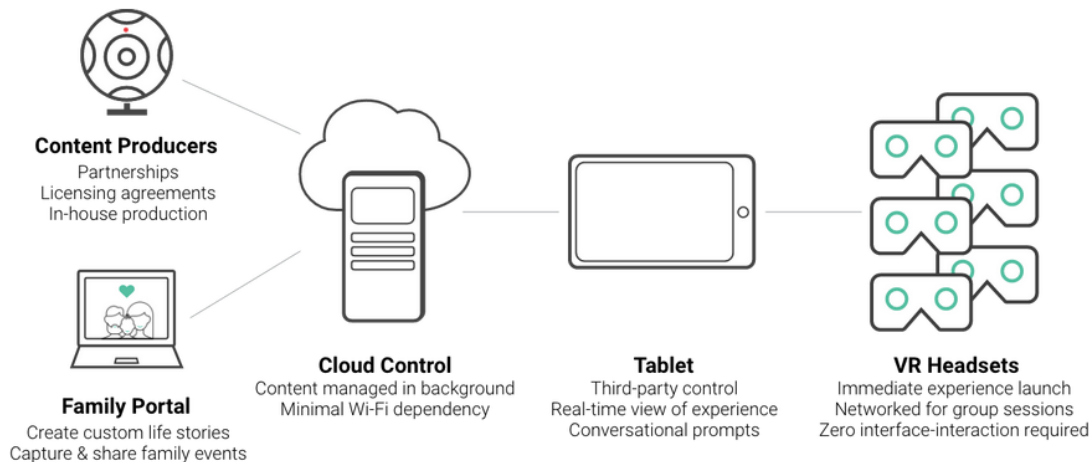 Content Producers
Partnerships
Licensing agreements
In-house production
Family Portal
Create custom life stories
Capture & share family events
Cloud Control
Content managed in background
Minimal Wi-Fi dependency
Tablet
Third-party control
Real-time view of experience
Conversational prompts
VR Headsets
Immediate experience launch
Networked for group sessions
Zero interface-interaction required